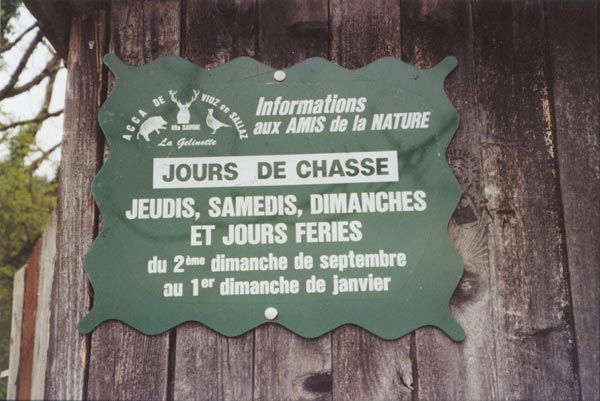 ACCA DE VIUZ en SALLAZ
Hte SAVOIE
La Gelinotte
Informations
aux AMIS de la NATURE
JOURS DE CHASSE
JEUDIS, SAMEDIS, DIMANCHES
ET JOURS FERIES
du 2ème dimanche de septembre
au 1er dimanche de janvier